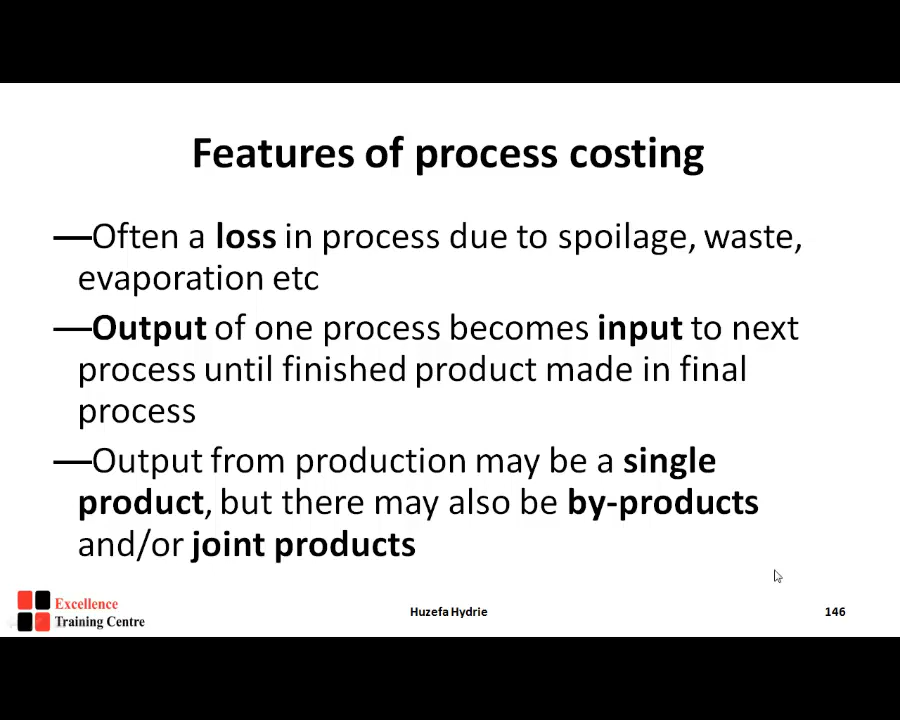 Features of process costing
—Often a loss in process due to spoilage, waste,
evaporation etc
—Output of one process becomes input to next
process until finished product made in final
process
—Output from production may be a single
product, but there may also be by-products
and/or joint products
Excellence
Training Centre
Huzefa Hydrie
146